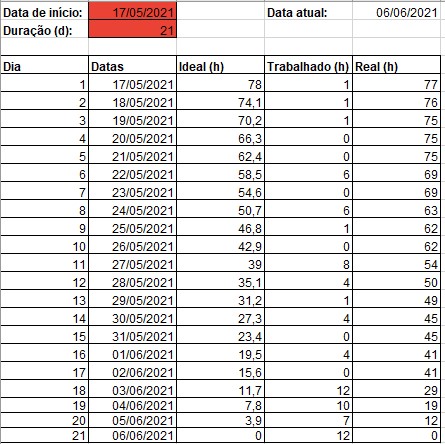 Data de início: 17/05/2021 Data atual: 06/06/2021
Duração (d): 21
Dia Datas Ideal (h) Trabalhado (h) Real (h)
1 17/05/2021 78 1 77
2 18/05/2021 74,1 1 76
3 19/05/2021 70,2 1 75
4 20/05/2021 66,3 0 75
5 21/05/2021 62,4 0 75
6 22/05/2021 58,5 6 69
7 23/05/2021 54,6 0 69
8 24/05/2021 50,7 6 63
9 25/05/2021 46,8 1 62
10 26/05/2021 42,9 0 62
11 27/05/2021 39 8 54
12 28/05/2021 35,1 4 50
13 29/05/2021 31,2 1 49
14 30/05/2021 27,3 4 45
15 31/05/2021 23,4 0 45
16 01/06/2021 19,5 4 41
17 02/06/2021 15,6 0 41
18 03/06/2021 11,7 12 29
19 04/06/2021 7,8 10 19
20 05/06/2021 3,9 7 12
21 06/06/2021 0 12 0